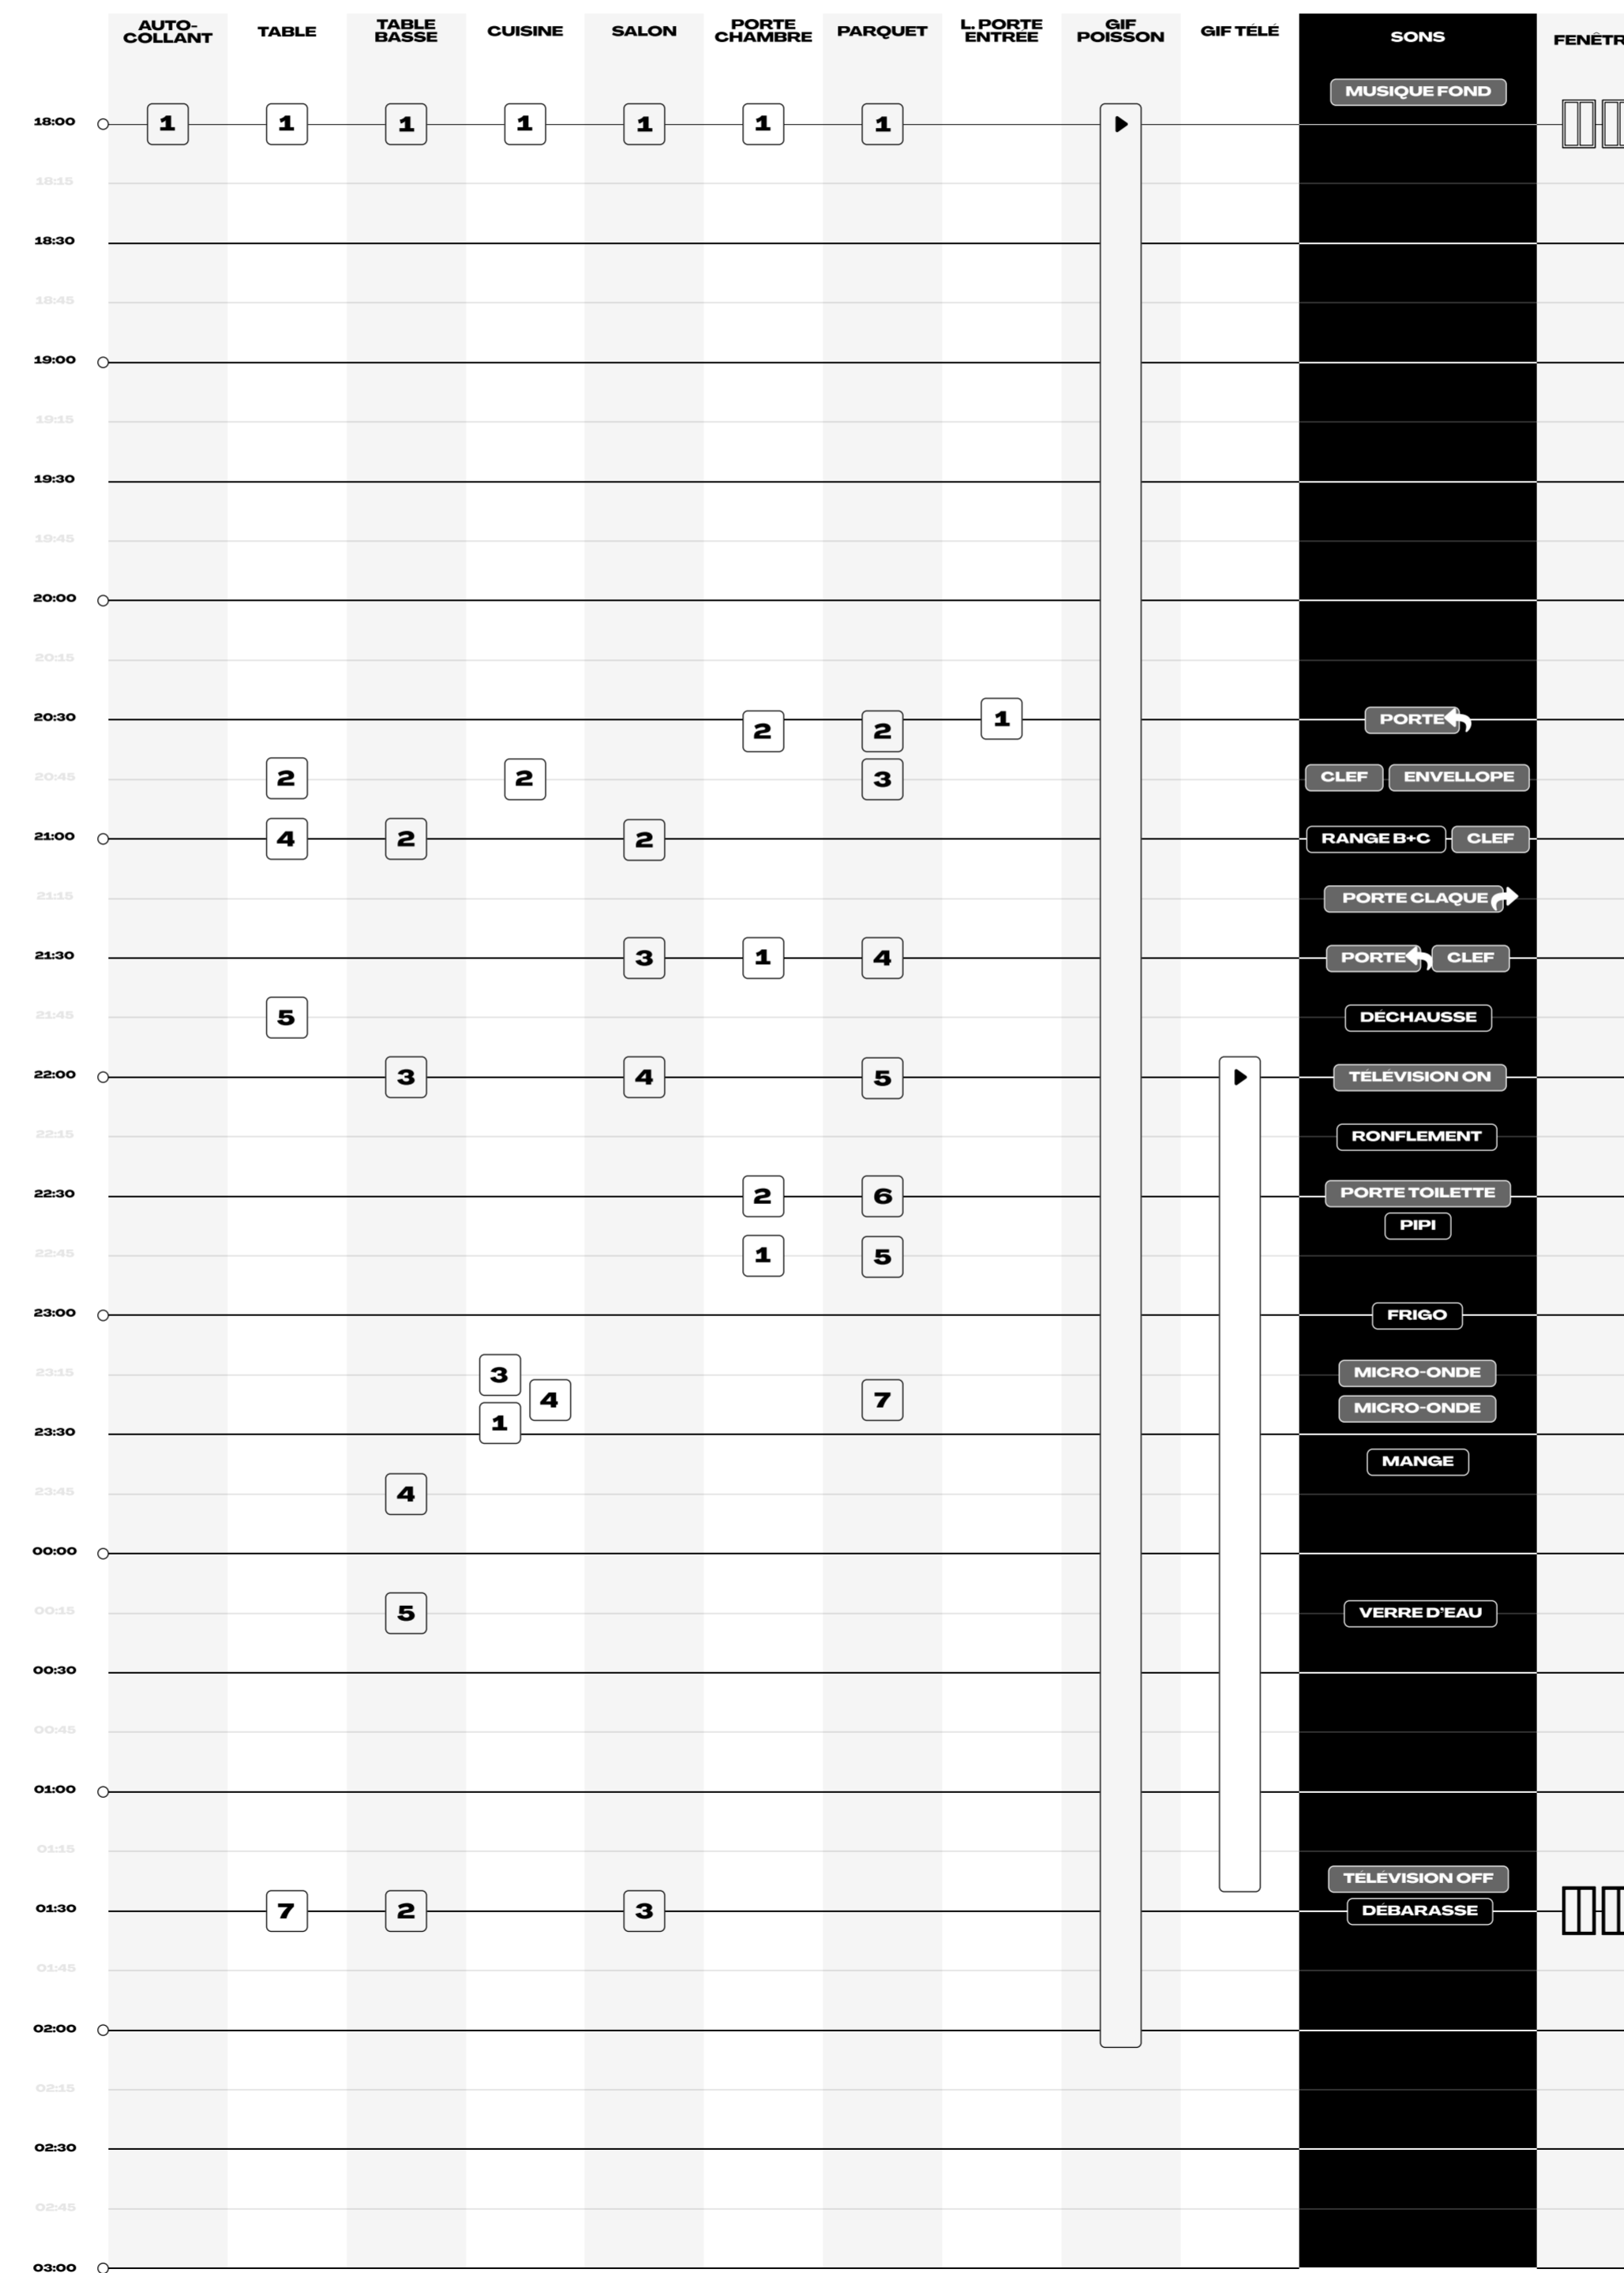 AUTO-
COLLANT
TABLE
TABLE
BASSE
CUISINE
SALON
PORTE
CHAMBRE
PARQUET
L. PORTE
ENTRÉE
GIF
POISSON
GIF TÉLÉ
SONS
FENÊTR
MUSIQUE FOND
18:00 1 1 1 1 1 1 1
18:15
18:30
18:45
19:00
19:15
19:30
19:45
20:00
20:15
20:30 2 2 1 PORTE
20:45 2 2 3 CLEF ENVELLOPE
21:00 4 2 2 RANGE B+C CLEF
21:15 PORTE CLAQUE
21:30 3 1 4 PORTE CLEF
21:45 5 DÉCHAUSSE
22:00 3 4 5 TÉLÉVISION ON
22:15 RONFLEMENT
22:30 2 6 PORTE TOILETTE
PIPI
22:45 1 5
23:00 FRIGO
23:15 3 MICRO-ONDE
4 7 MICRO-ONDE
1
23:30
MANGE
23:45 4
00:00
00:15 5 VERRE D'EAU
00:30
00:45
01:00
01:15
TÉLÉVISION OFF
01:30 7 2 3 DÉBARASSE
01:45
02:00
02:15
02:30
02:45
03:00